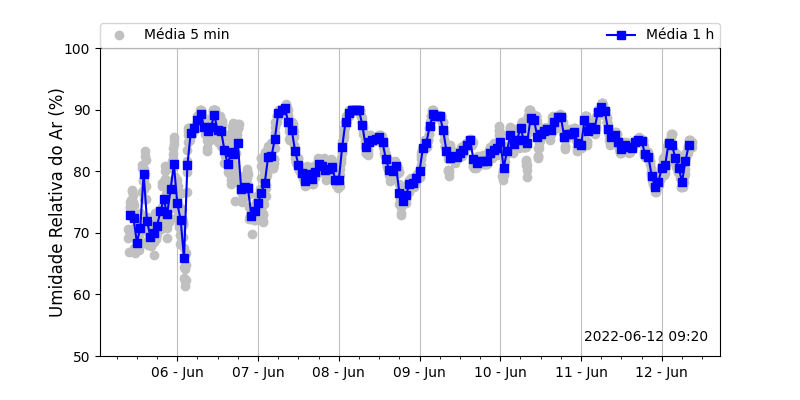 Média 5 min Média 1 h
100
90
80
70
60
50
Umidade Relativa do Ar (%)
2022-06-12 09:20
06 - Jun 07 - Jun 08 - Jun 09 - Jun 10 - Jun 11 - Jun 12 - Jun